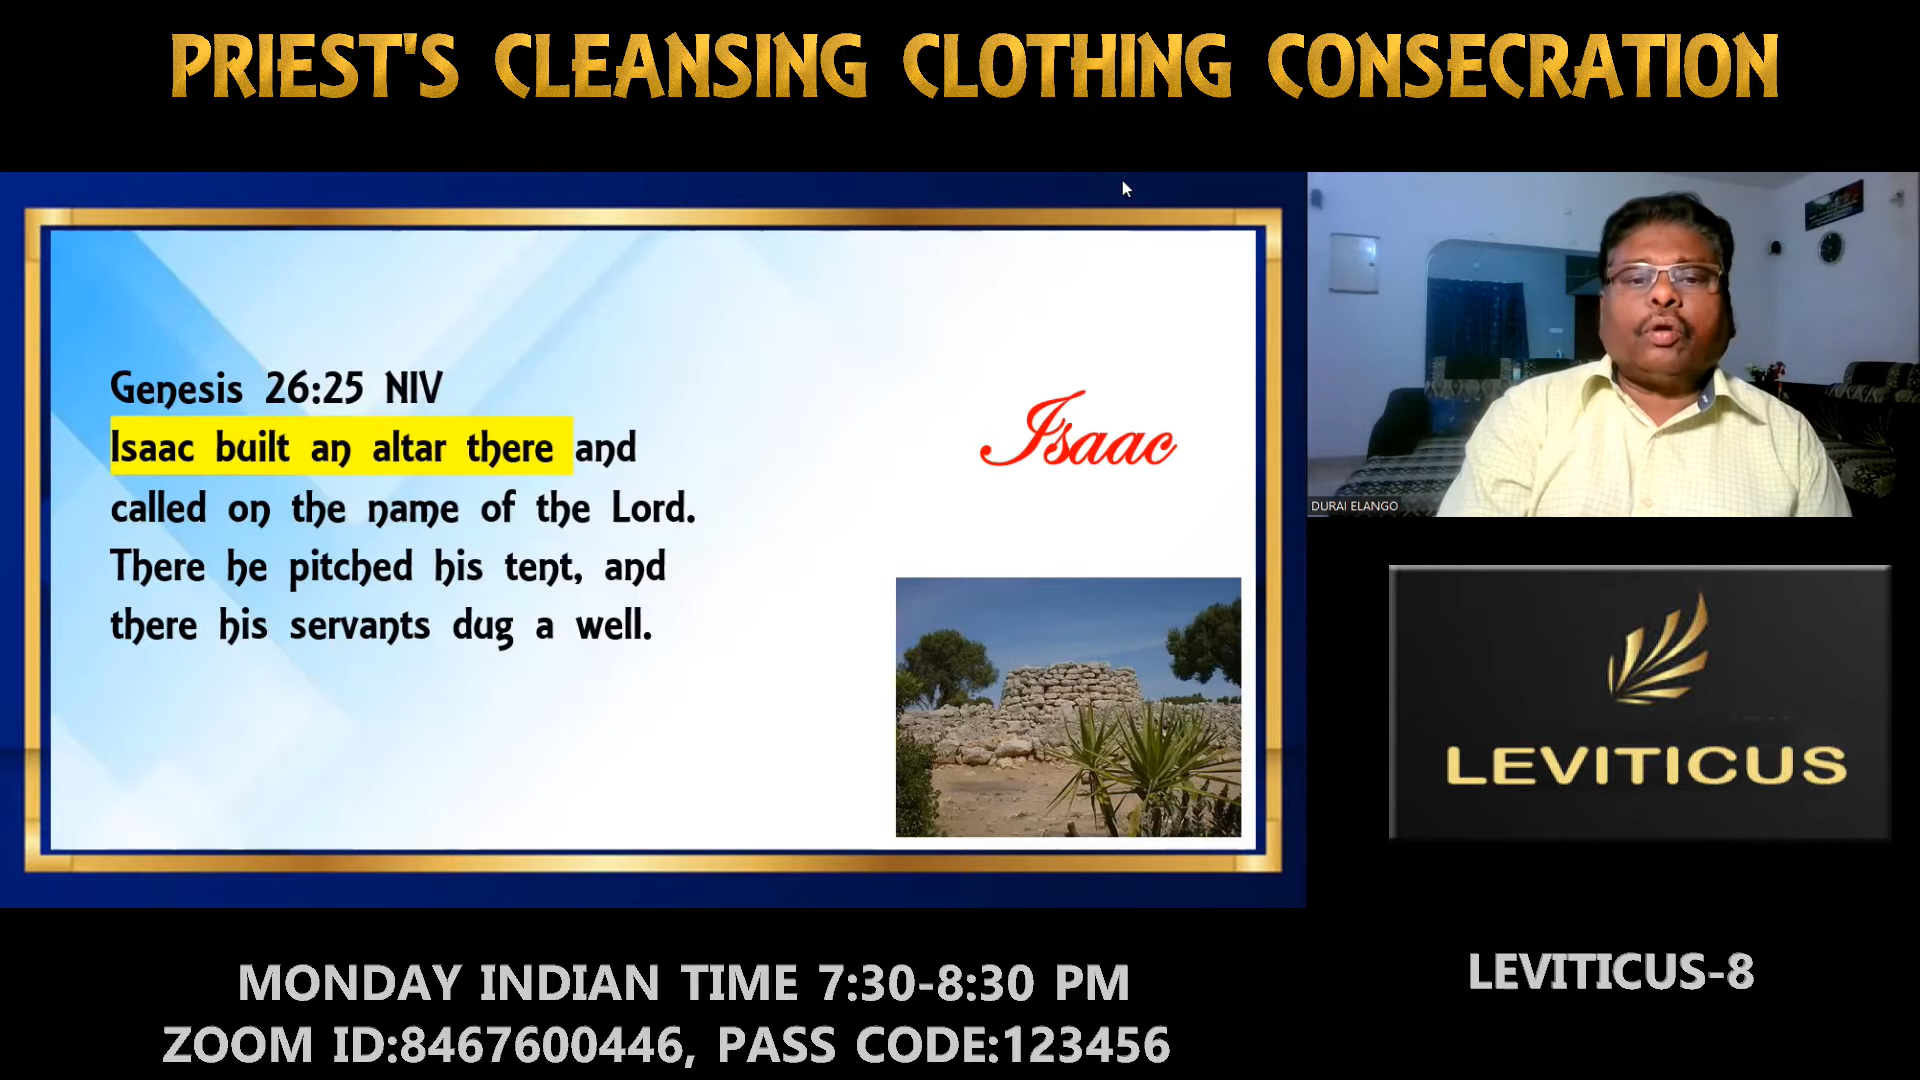 PRIEST'S CLEANSING CLOTHING CONSECRATION
Genesis 26:25 NIV
Isaac built an altar there and
called on the name of the Lord.
There he pitched his tent, and
there his servants dug a well.
Isaac
DURAI ELANGO
LEVITICUS
LEVITICUS-8
MONDAY INDIAN TIME 7:30-8:30 PM
ZOOM ID:8467600446, PASS CODE:123456